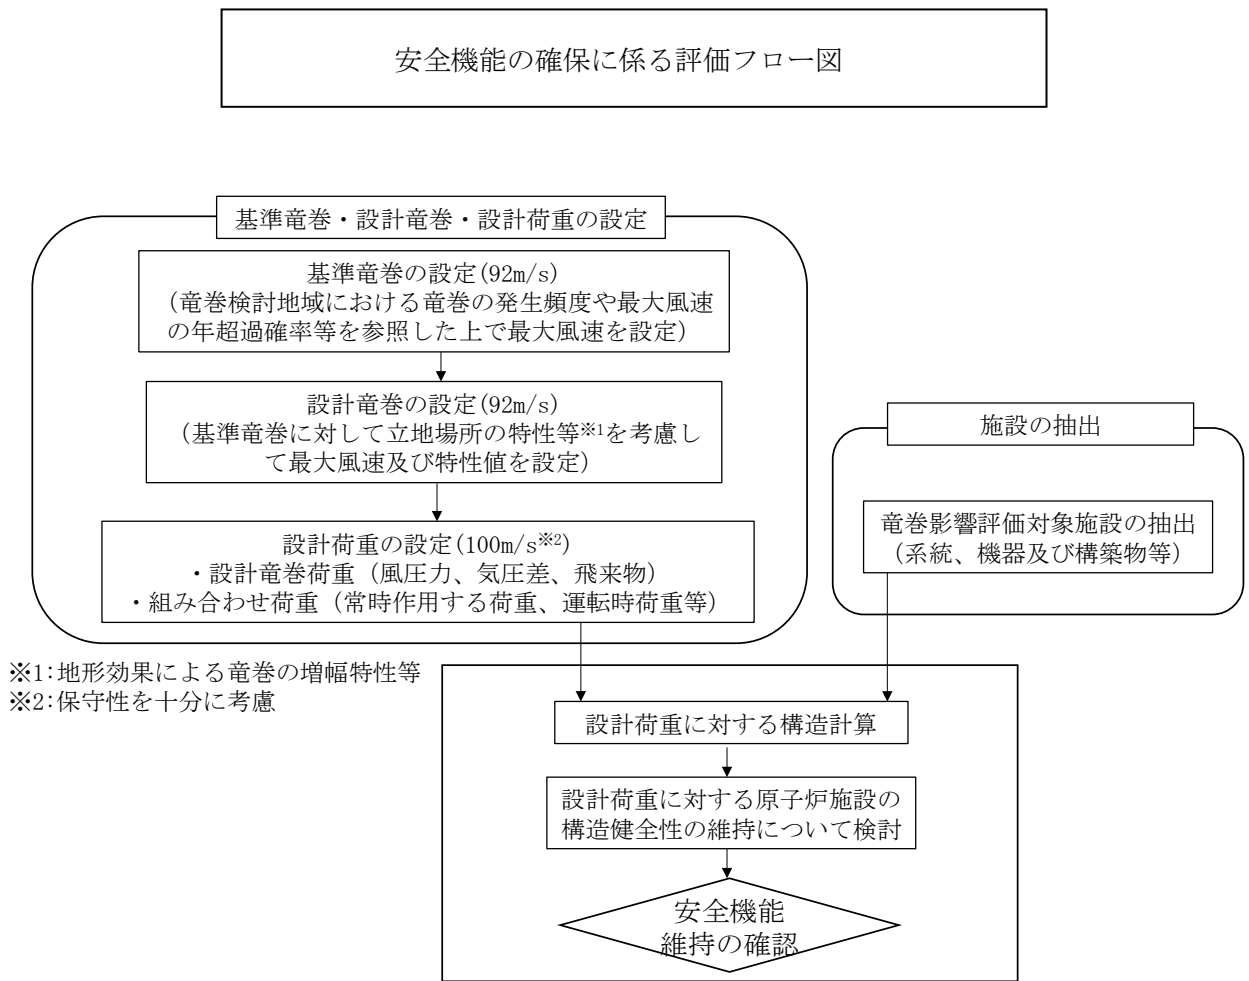 安全機能の確保に係る評価フロー図
基準竜巻・設計竜巻・設計荷重の設定
基準竜巻の設定(92m/s)
(竜巻検討地域における竜巻の発生頻度や最大風速
の年超過確率等を参照した上で最大風速を設定)
設計竜巻の設定(92m/s)
(基準竜巻に対して立地場所の特性等※1を考慮し
て最大風速及び特性値を設定)
設計荷重の設定(100m/s※2)
・設計竜巻荷重（風圧力、気圧差、飛来物）
・組み合わせ荷重（常時作用する荷重、運転時荷重等）
施設の抽出
竜巻影響評価対象施設の抽出
（系統、機器及び構築物等）
※1:地形効果による竜巻の増幅特性等
※2:保守性を十分に考慮
設計荷重に対する構造計算
設計荷重に対する原子炉施設の
構造健全性の維持について検討
安全機能
維持の確認